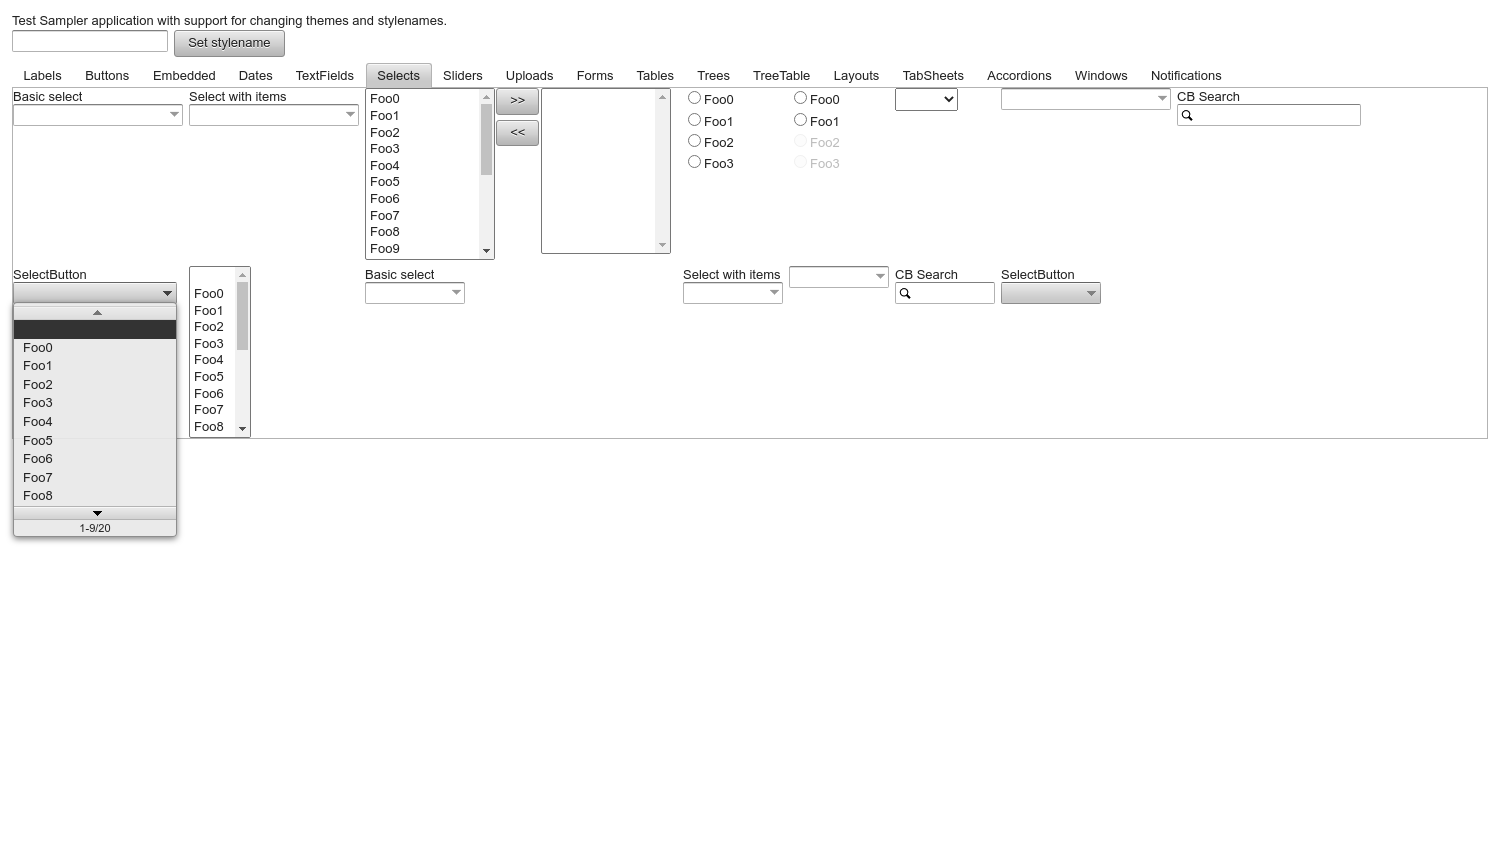 Test Sampler application with support for changing themes and stylenames.
Set stylename
Labels Buttons Embedded Dates TextFields Selects Sliders Uploads Forms Tables Trees TreeTable Layouts TabSheets Accordions Windows Notifications
Basic select
Select with items
Foo0
Foo1
Foo2
Foo3
Foo4
Foo5
Foo6
Foo7
Foo8
Foo9
>>
<<
Foo0
Foo1
Foo2
Foo3
Foo0
Foo1
Foo2
Foo3
CB Search
SelectButton
Foo0
Foo1
Foo2
Foo3
Foo4
Foo5
Foo6
Foo7
Foo8
1-9/20
Foo0
Foo1
Foo2
Foo3
Foo4
Foo5
Foo6
Foo7
Foo8
Basic select
Select with items
CB Search
SelectButton